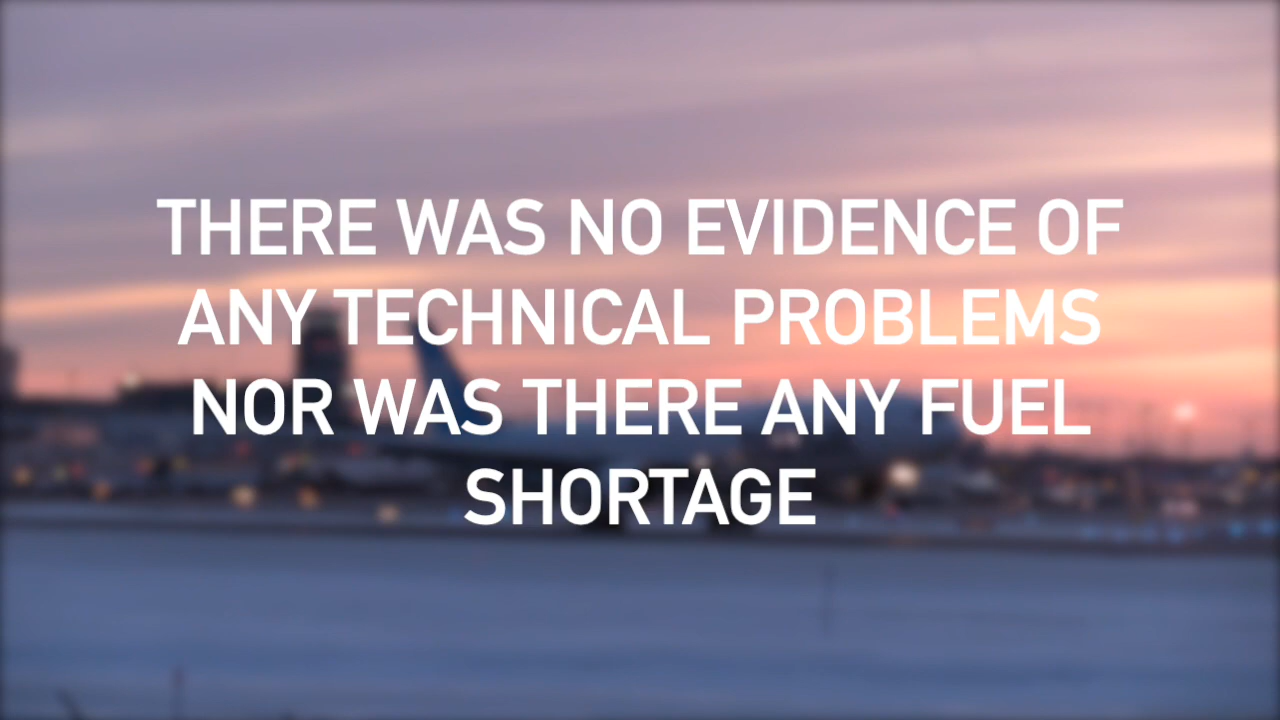 THERE WAS NO EVIDENCE OF
ANY TECHNICAL PROBLEMS
NOR WAS THERE ANY FUEL
SHORTAGE